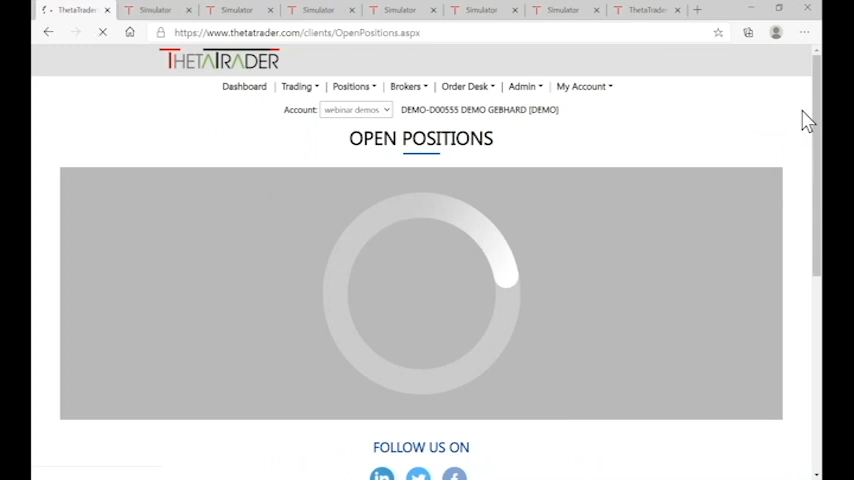 ThetaTrader
Simulator
Simulator
Simulator
Simulator
Simulator
Simulator
ThetaTrader
https://www.thetatrader.com/clients/OpenPositions.aspx
THETATRADER
Dashboard | Trading | Positions | Brokers | Order Desk | Admin | My Account
Account: webinar demos DEMO-D00555 DEMO GEBHARD [DEMO]
OPEN POSITIONS
FOLLOW US ON
in f